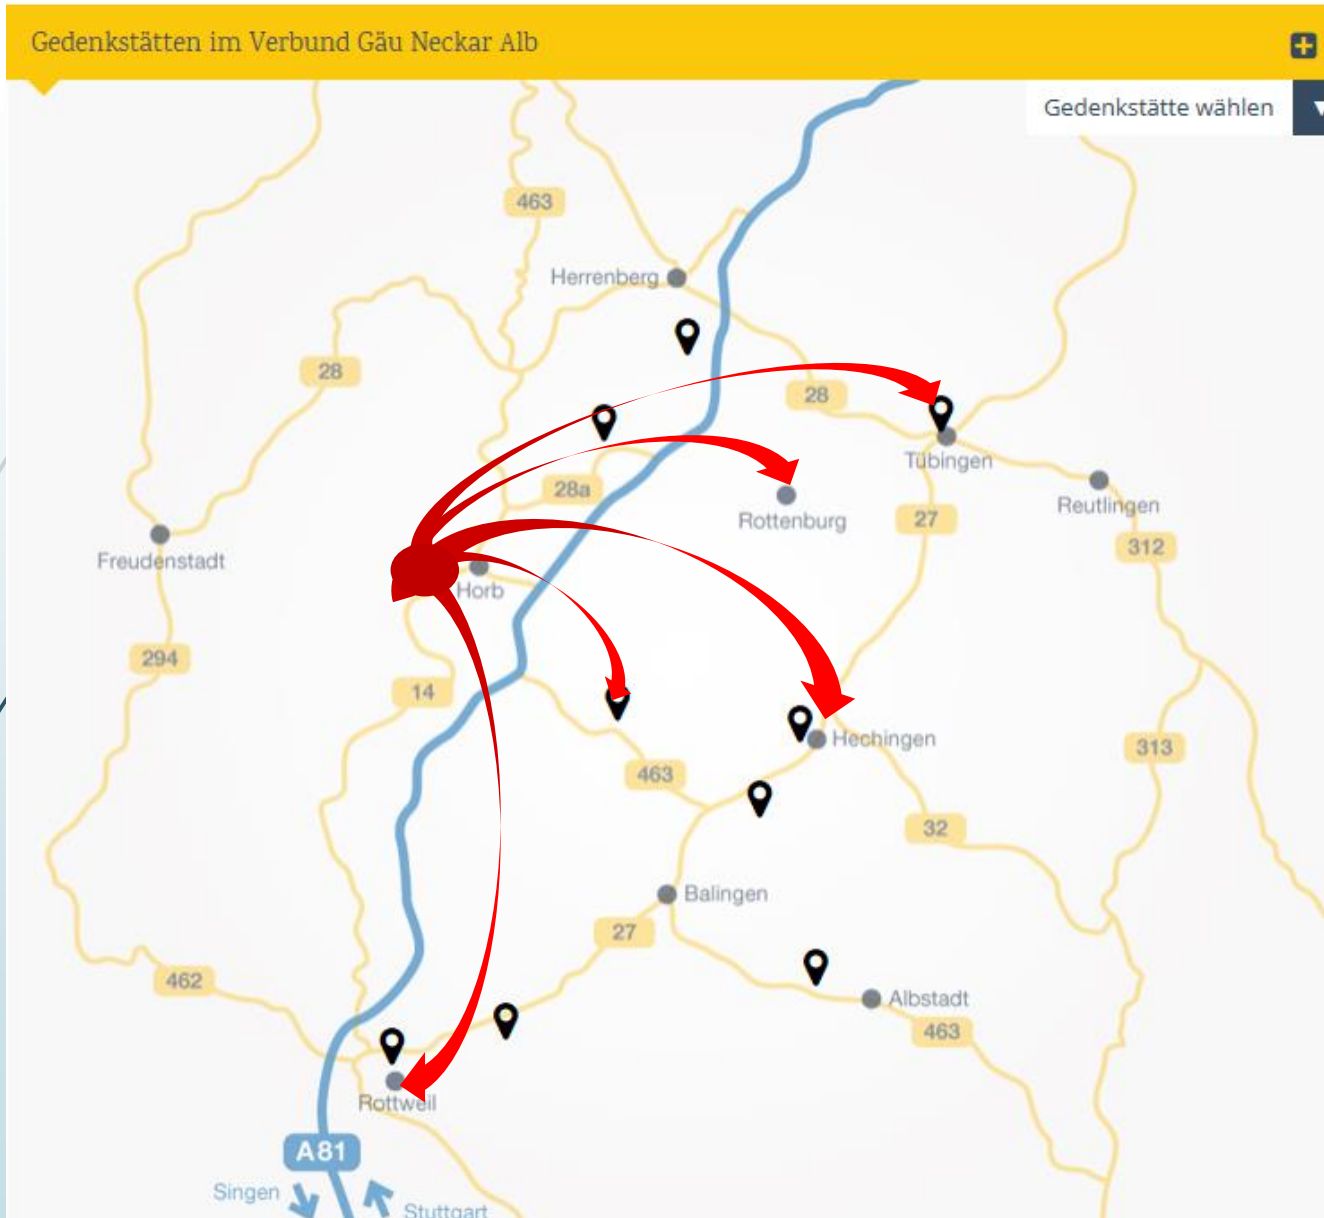 Gedenkstätten im Verbund Gäu Neckar Alb
Gedenkstätte wählen
463
Herrenberg
28
28
Tübingen
28a
Reutlingen
Rottenburg
27
312
Freudenstadt
Horb
294
14
Hechingen
313
463
32
Balingen
27
462
Albstadt
463
Rottweil
A81
Singen
Stuttgart